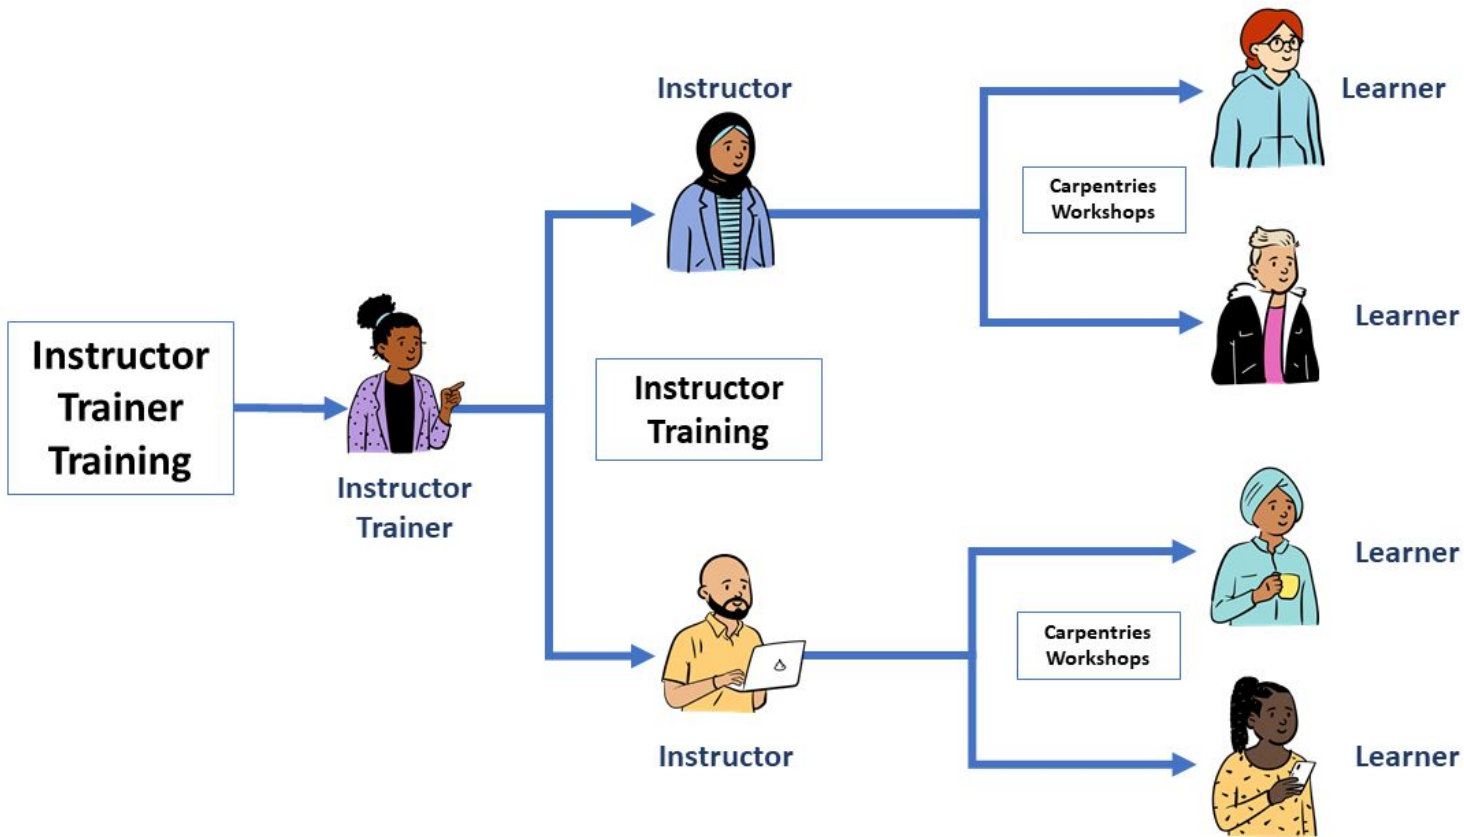 Instructor
Trainer
Training
Instructor
Trainer
Instructor
Instructor
Training
Instructor
Carpentries
Workshops
Learner
Learner
Carpentries
Workshops
Learner
Learner